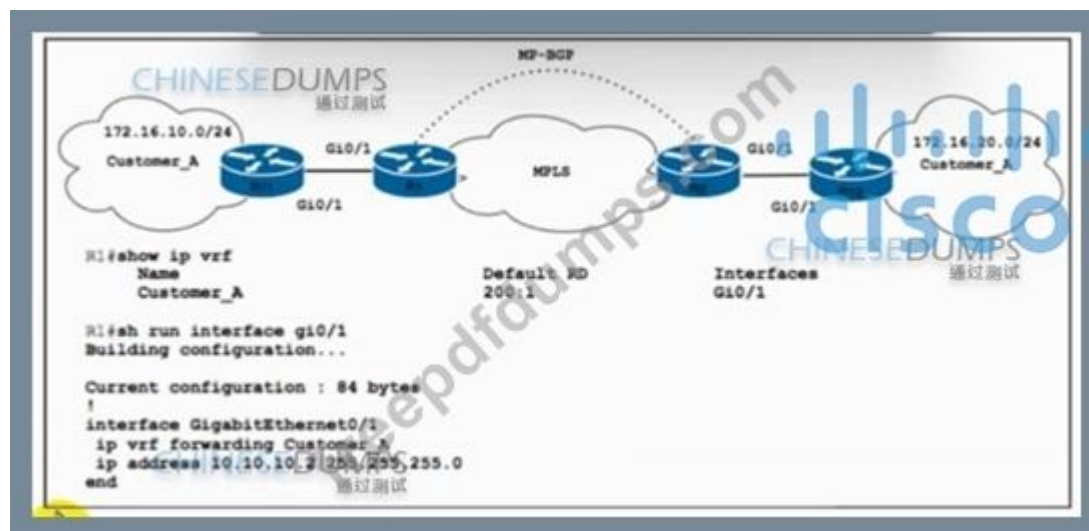 MP-BGP
CHINESEDUMPS
通过测试
172.16.10.0/24
Customer_A
Gi0/1
Gi0/1
R1
MPLS
Gi0/1
Gi0/1
172.16.20.0/24
Customer_A
CISCO
CHINESEDUMPS
通过测试
R1#show ip vrf
Name Default RD Interfaces
Customer_A 200:1 Gi0/1
R1#sh run interface gi0/1
Building configuration...
Current configuration : 84 bytes
!
interface GigabitEthernet0/1
ip vrf forwarding Customer_A
ip address 10.10.10.2 255.255.255.0
end
通过测试